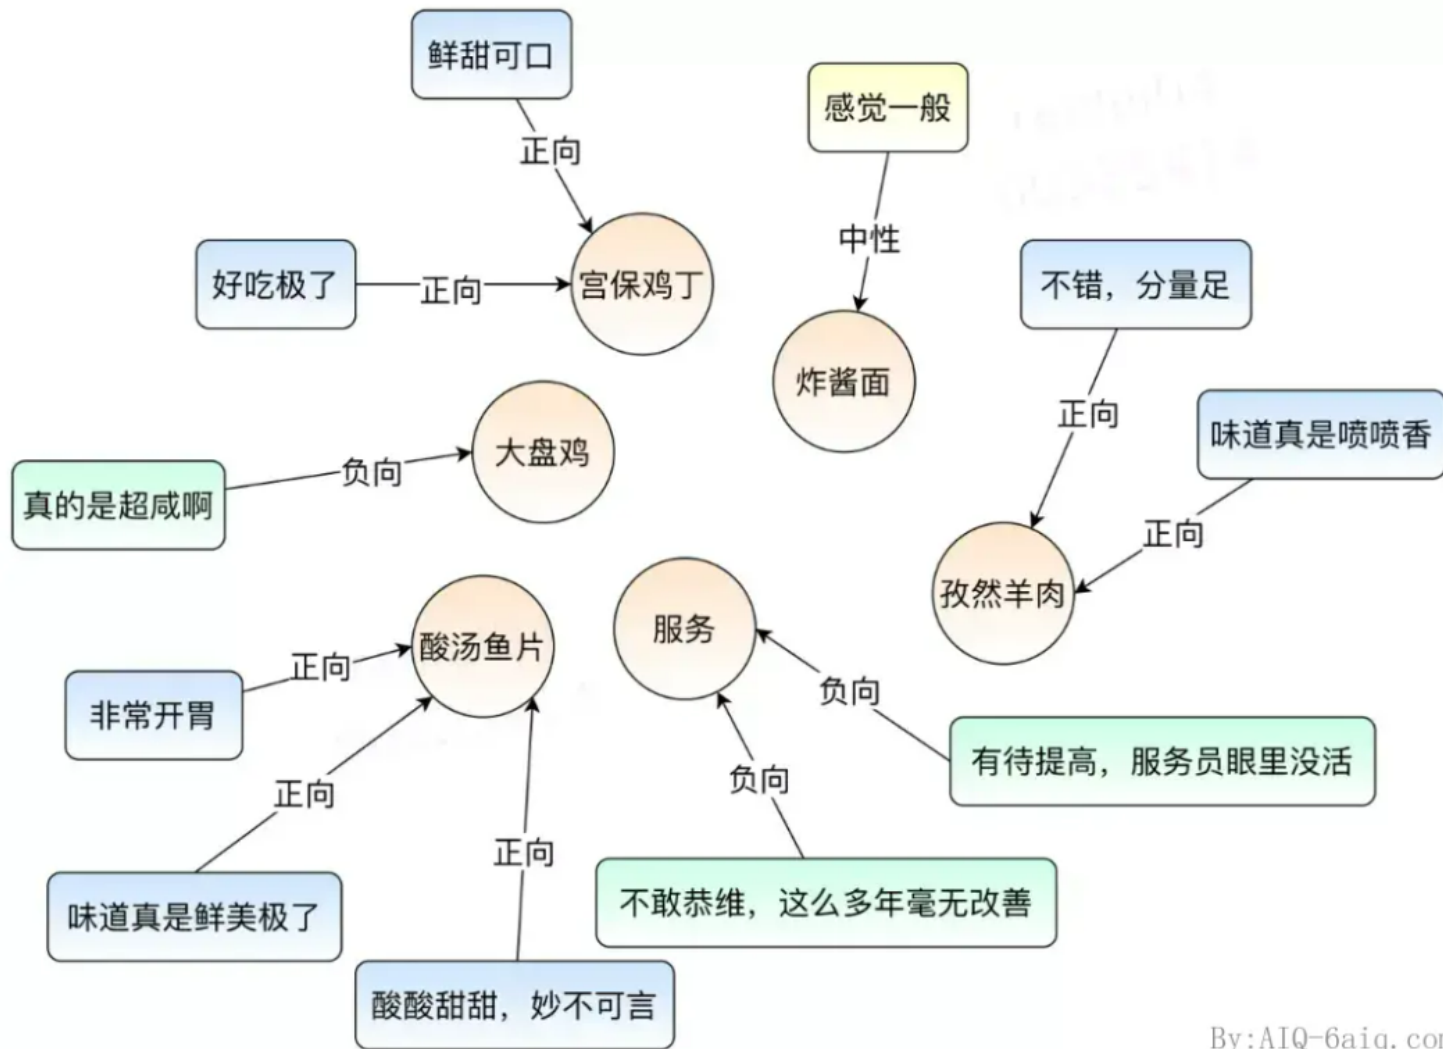 鲜甜可口
感觉一般
正向
中性
好吃极了
正向
宫保鸡丁
不错，分量足
炸酱面
正向
味道真是喷喷香
大盘鸡
负向
真的是超咸啊
正向
孜然羊肉
服务
酸汤鱼片
正向
非常开胃
负向
有待提高，服务员眼里没活
正向
负向
正向
味道真是鲜美极了
不敢恭维，这么多年毫无改善
酸酸甜甜，妙不可言
By:AIQ-6aiq.com